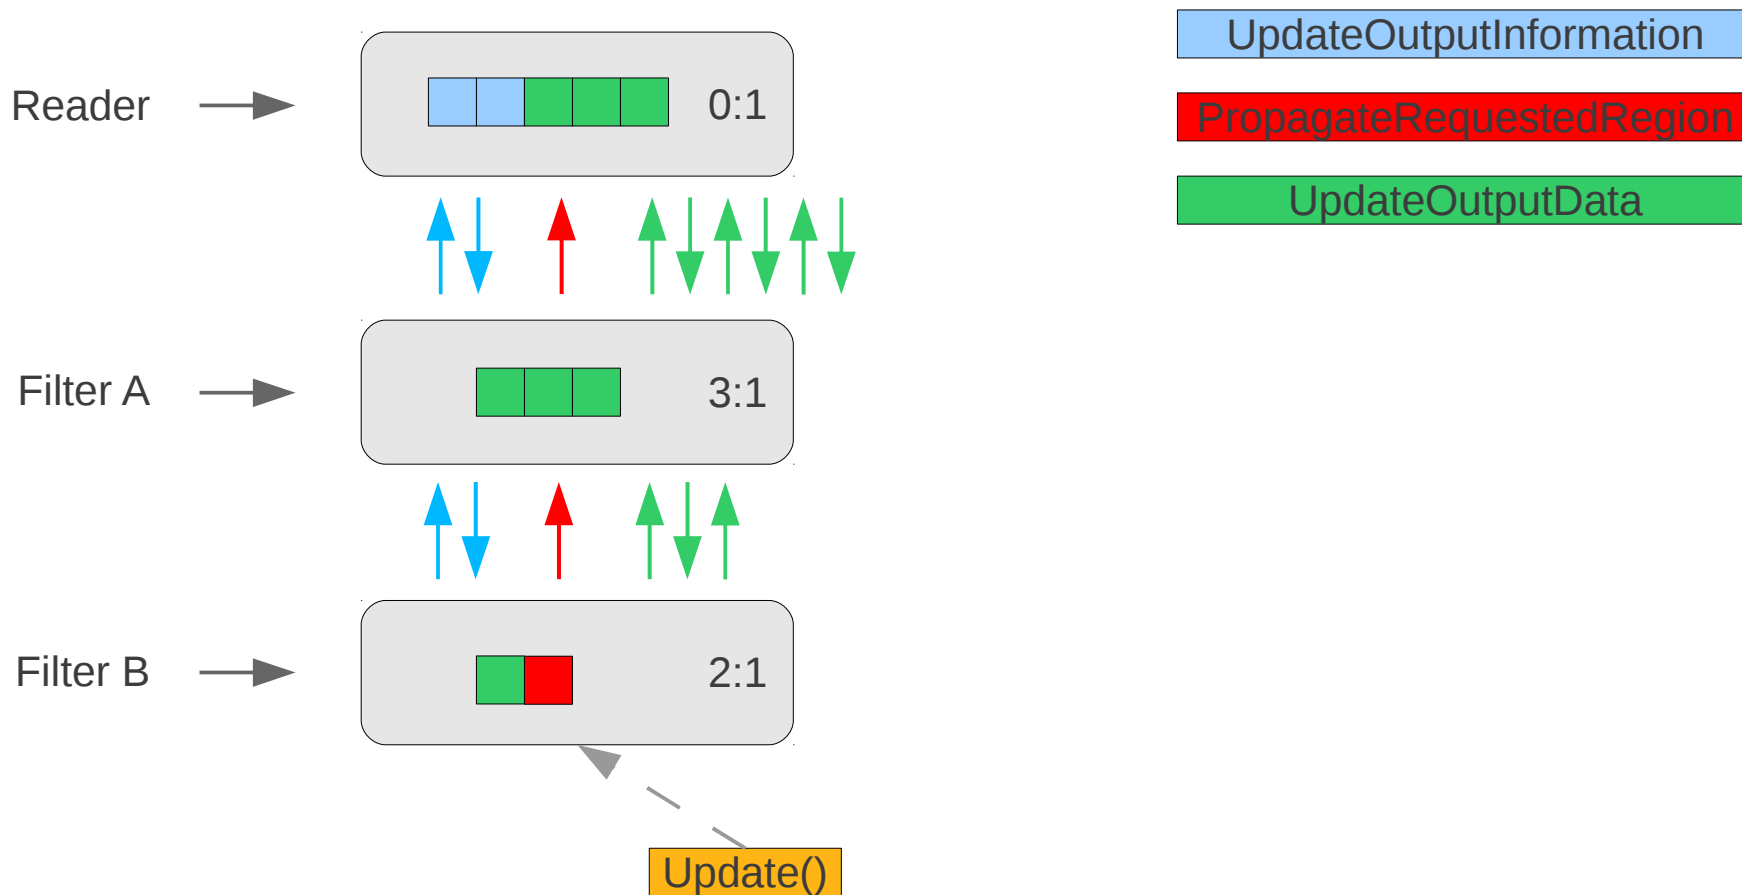 UpdateOutputInformation
Reader
0:1
PropagateRequestedRegion
UpdateOutputData
Filter A
3:1
Filter B
2:1
Update()